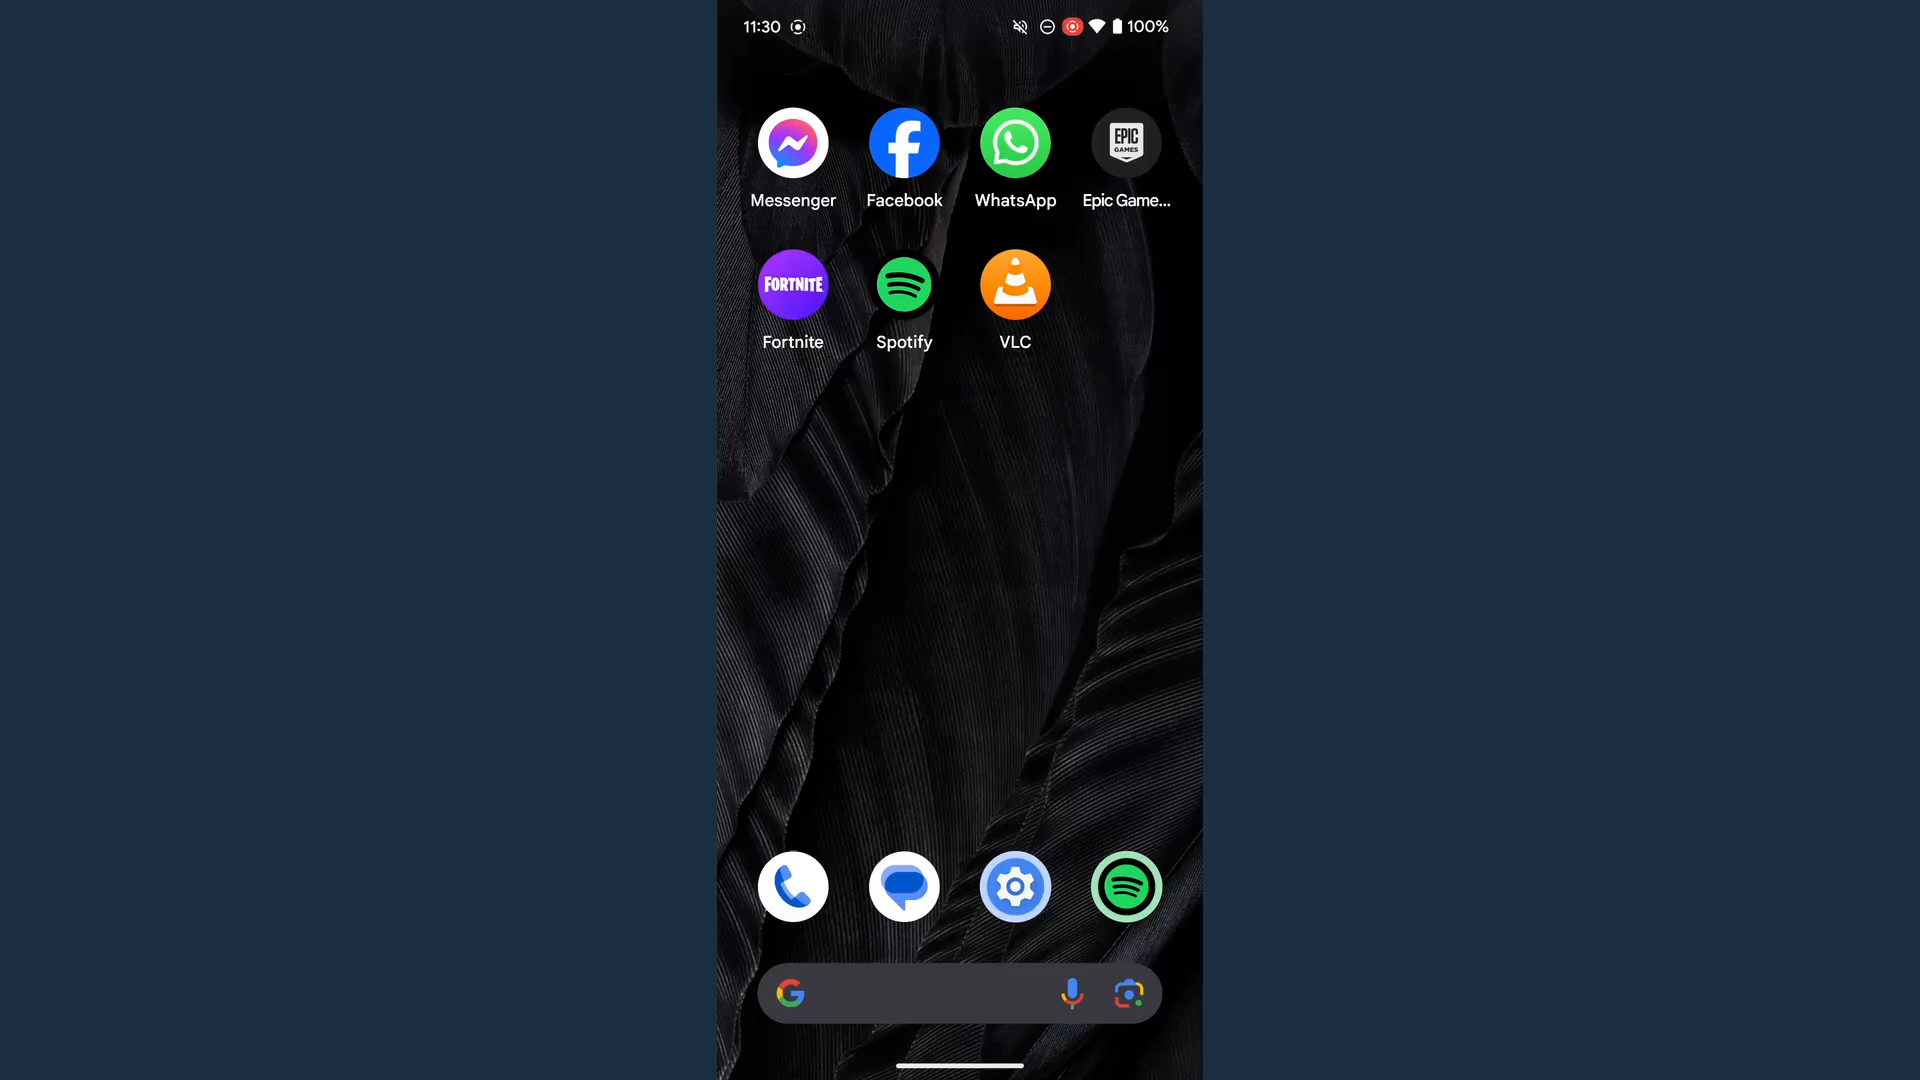 11:30 100%
Messenger Facebook WhatsApp EPIC GAMES Epic Game...
FORTNITE
Fortnite Spotify VLC